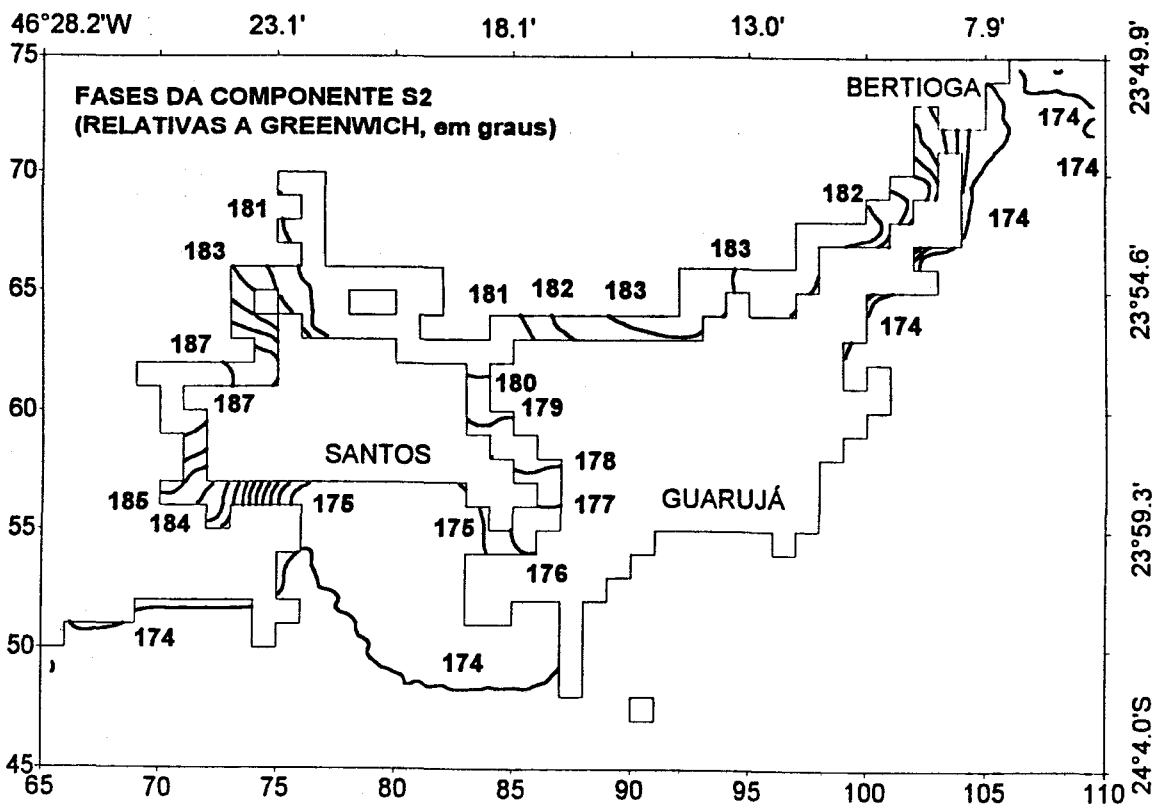 46°28.2'W 23.1' 18.1' 13.0' 7.9'
75 23°49.9'
FASES DA COMPONENTE S2 BERTIOGA
(RELATIVAS A GREENWICH, em graus) 174
174
70
181 182
174
183 183
65 181 182 183 23°54.6'
174
187
180
187 179
60
SANTOS 178
185 175 177
GUARUJÁ
184 175
55 23°59.3'
176
174 174
50
45 24°4.0'S
65 70 75 80 85 90 95 100 105 110